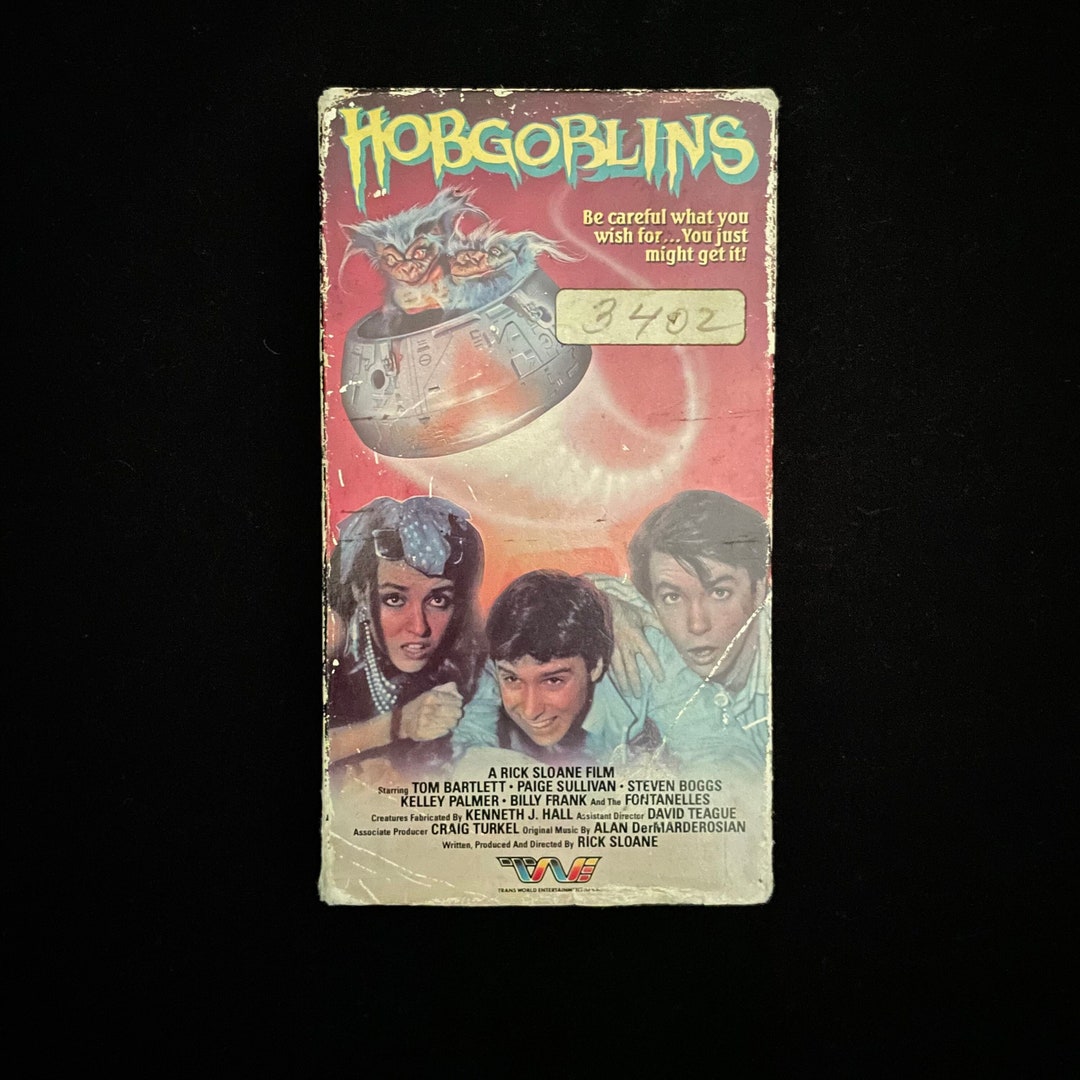 HOBGOBLINS
Be careful what you
wish for...You just
might get it!
3402
A RICK SLOANE FILM
Starring TOM BARTLETT • PAIGE SULLIVAN • STEVEN BOGGS
KELLEY PALMER • BILLY FRANK And The FONTANELLES
Creatures Fabricated By KENNETH J. HALL Assistant Director DAVID TEAGUE
Associate Producer CRAIG TURKEL Original Music By ALAN DerMARDEROSIAN
Written, Produced And Directed By RICK SLOANE
TWE
TRANS WORLD